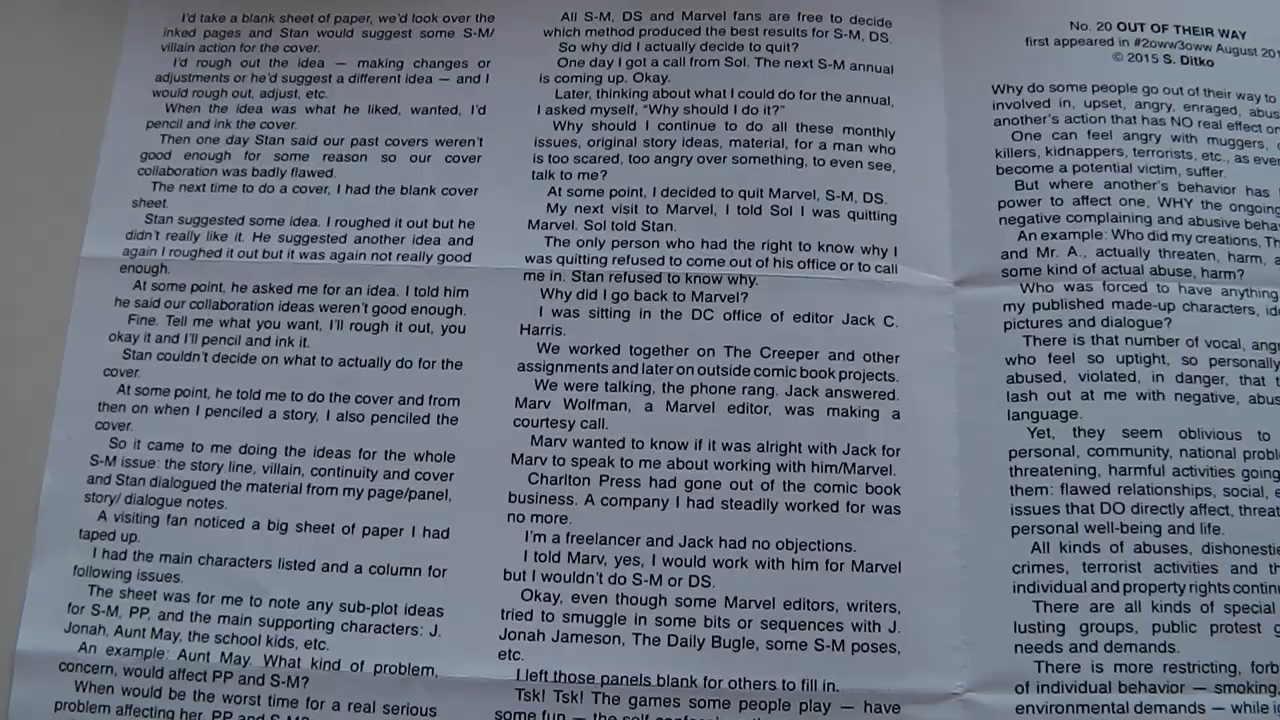 I'd take a blank sheet of paper, we'd look over the
inked pages and Stan would suggest some S-M/
villain action for the cover.
I'd rough out the idea — making changes or
adjustments or he'd suggest a different idea — and I
would rough out, adjust, etc.
When the idea was what he liked, wanted, I'd
pencil and ink the cover.
Then one day Stan said our past covers weren't
good enough for some reason so our cover
collaboration was badly flawed.
The next time to do a cover, I had the blank cover
sheet.
Stan suggested some idea. I roughed it out but he
didn't really like it. He suggested another idea and
again I roughed it out but it was again not really good
enough.
At some point, he asked me for an idea. I told him
he said our collaboration ideas weren't good enough.
Fine. Tell me what you want, I'll rough it out, you
okay it and I'll pencil and ink it.
Stan couldn't decide on what to actually do for the
cover.
At some point, he told me to do the cover and from
then on when I penciled a story, I also penciled the
cover.
So it came to me doing the ideas for the whole
S-M issue: the story line, villain, continuity and cover
and Stan dialogued the material from my page/panel,
story/ dialogue notes.
A visiting fan noticed a big sheet of paper I had
taped up.
I had the main characters listed and a column for
following issues.
The sheet was for me to note any sub-plot ideas
for S-M, PP, and the main supporting characters: J.
Jonah, Aunt May, the school kids, etc.
An example: Aunt May. What kind of problem,
concern, would affect PP and S-M?
When would be the worst time for a real serious
problem affecting her, PP and S-M?
All S-M, DS and Marvel fans are free to decide
which method produced the best results for S-M, DS.
So why did I actually decide to quit?
One day I got a call from Sol. The next S-M annual
is coming up. Okay.
Later, thinking about what I could do for the annual,
I asked myself, "Why should I do it?"
Why should I continue to do all these monthly
issues, original story ideas, material, for a man who
is too scared, too angry over something, to even see,
talk to me?
At some point, I decided to quit Marvel, S-M, DS.
My next visit to Marvel, I told Sol I was quitting
Marvel. Sol told Stan.
The only person who had the right to know why I
was quitting refused to come out of his office or to call
me in. Stan refused to know why.
Why did I go back to Marvel?
I was sitting in the DC office of editor Jack C.
Harris.
We worked together on The Creeper and other
assignments and later on outside comic book projects.
We were talking, the phone rang. Jack answered.
Marv Wolfman, a Marvel editor, was making a
courtesy call.
Marv wanted to know if it was alright with Jack for
Marv to speak to me about working with him/Marvel.
Charlton Press had gone out of the comic book
business. A company I had steadily worked for was
no more.
I'm a freelancer and Jack had no objections.
I told Marv, yes, I would work with him for Marvel
but I wouldn't do S-M or DS.
Okay, even though some Marvel editors, writers,
tried to smuggle in some bits or sequences with J.
Jonah Jameson, The Daily Bugle, some S-M poses,
etc.
I left those panels blank for others to fill in.
Tsk! Tsk! The games some people play — have
some fun — the
No. 20 OUT OF THEIR WAY
first appeared in #2oww3oww August
© 2015 S. Ditko
Why do some people go out of their way to
involved in, upset, angry, enraged,
another's action that has NO real effect
One can feel angry with muggers,
killers, kidnappers, terrorists, etc., as
become a potential victim, suffer.
But where another's behavior has
power to affect one, WHY the
negative complaining and abusive
An example: Who did my creations,
and Mr. A., actually threaten, harm,
some kind of actual abuse, harm?
Who was forced to have anything
my published made-up characters,
pictures and dialogue?
There is that number of vocal,
who feel so uptight, so
abused, violated, in danger, that
lash out at me with negative,
language.
Yet, they seem oblivious to
personal, community, national
threatening, harmful activities
them: flawed relationships, social,
issues that DO directly affect,
personal well-being and life.
All kinds of abuses,
crimes, terrorist activities and
individual and property rights
There are all kinds of special
lusting groups, public protest
needs and demands.
There is more restricting,
of individual behavior — smoking,
environmental demands — while